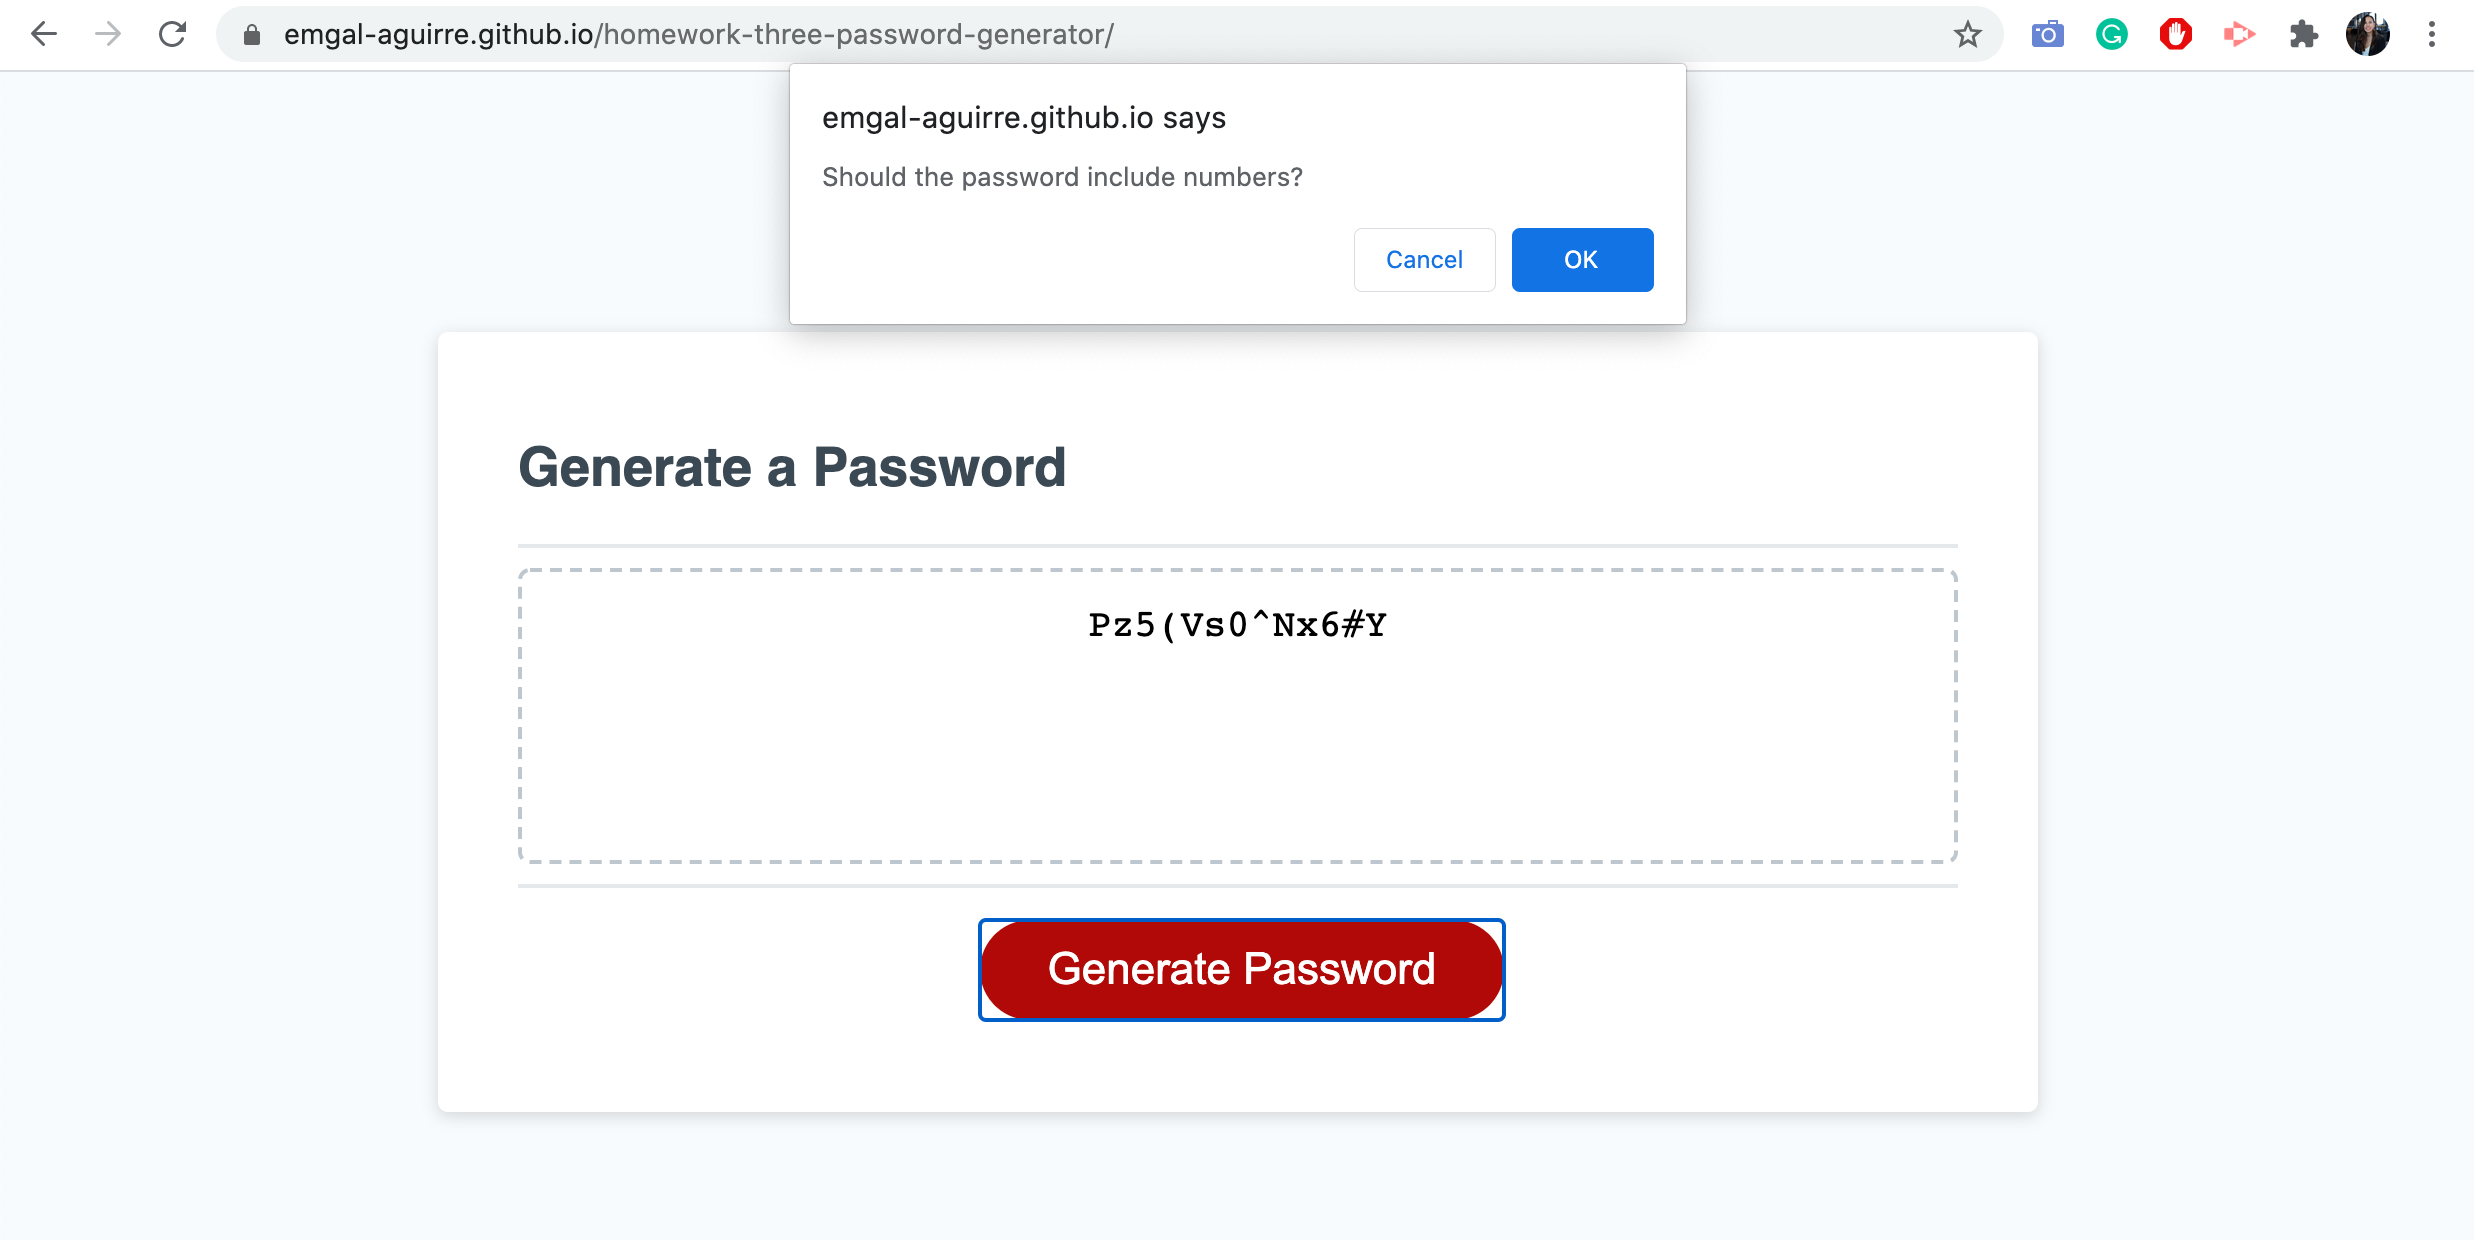 emgal-aguirre.github.io/homework-three-password-generator/
emgal-aguirre.github.io says
Should the password include numbers?
Cancel
OK
Generate a Password
Pz5(Vs0^Nx6#Y
Generate Password